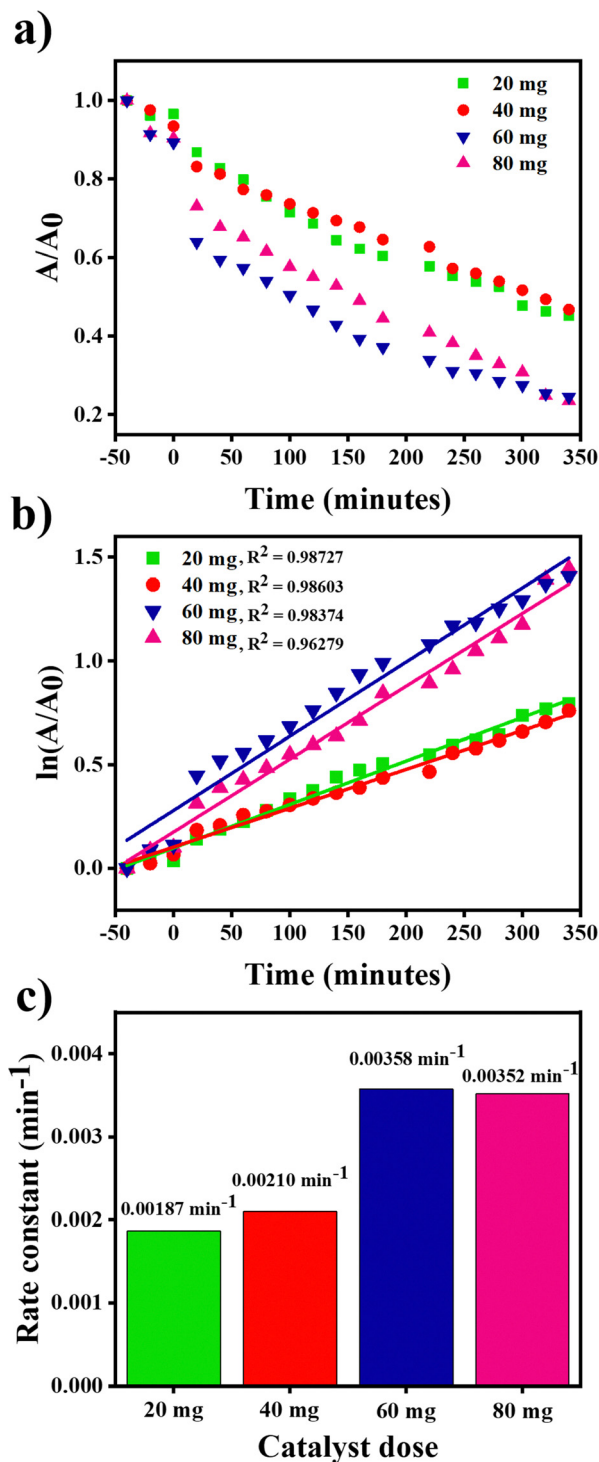 a)
1.0
0.8
0.6
0.4
0.2
A/A0
20 mg
40 mg
60 mg
80 mg
-50 0 50 100 150 200 250 300 350
Time (minutes)
b)
1.5
1.0
0.5
0.0
ln(A/A0)
20 mg, R² = 0.98727
40 mg, R² = 0.98603
60 mg, R² = 0.98374
80 mg, R² = 0.96279
-50 0 50 100 150 200 250 300 350
Time (minutes)
c)
0.004
0.003
0.002
0.001
0.000
Rate constant (min⁻¹)
0.00187 min⁻¹
0.00210 min⁻¹
0.00358 min⁻¹
0.00352 min⁻¹
20 mg 40 mg 60 mg 80 mg
Catalyst dose